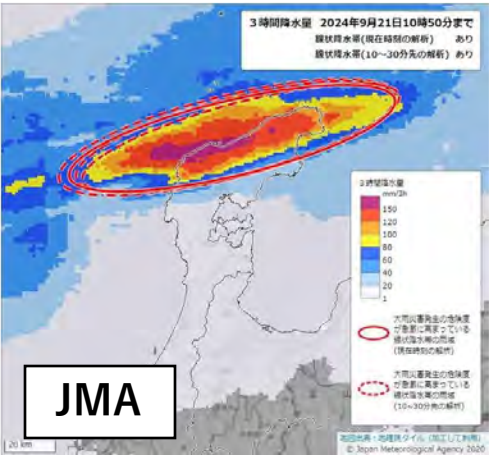 3時間降水量 2024年9月21日10時50分まで
線状降水帯(現在時刻の解析) あり
線状降水帯(10～30分先の解析) あり
3時間降水量
mm/3h
150
120
100
80
60
40
20
1
大雨災害発生の危険度
が急激に高まっている
線状降水帯の雨域
(現在時刻の解析)
大雨災害発生の危険度
が急激に高まっている
線状降水帯の雨域
(10~30分先の解析)
JMA
20 km
地図出典：地理院タイル（加工して利用）
© Japan Meteorological Agency 2020